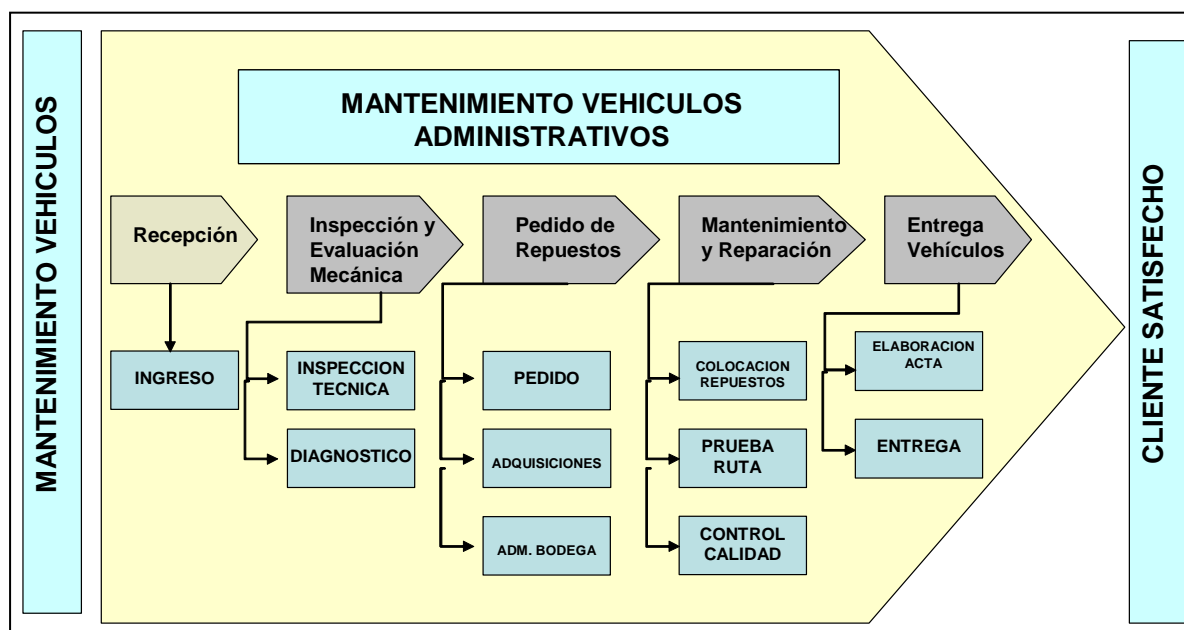 MANTENIMIENTO VEHICULOS
MANTENIMIENTO VEHICULOS
ADMINISTRATIVOS
Recepción
Inspección y
Evaluación
Mecánica
Pedido de
Repuestos
Mantenimiento
y Reparación
Entrega
Vehículos
INGRESO
INSPECCION
TECNICA
DIAGNOSTICO
PEDIDO
ADQUISICIONES
ADM. BODEGA
COLOCACION
REPUESTOS
PRUEBA
RUTA
CONTROL
CALIDAD
ELABORACION
ACTA
ENTREGA
CLIENTE SATISFECHO